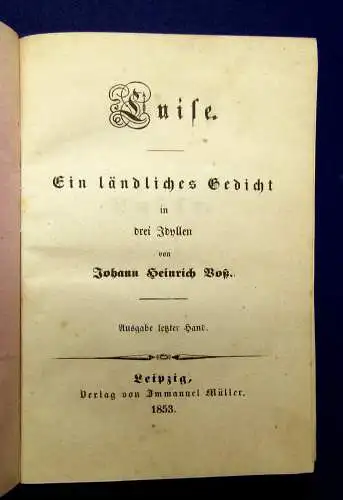 Luise.
Ein ländliches Gedicht
in
drei Idyllen
von
Johann Heinrich Voß.
Ausgabe letzter Hand.
Leipzig,
Verlag von Immanuel Müller.
1853.